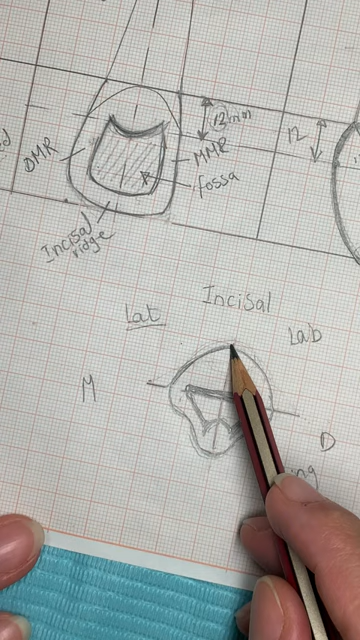 12mm
12
DMR
MMR
fossa
Incisal
ridge
Incisal
Lat
Lab
M
D